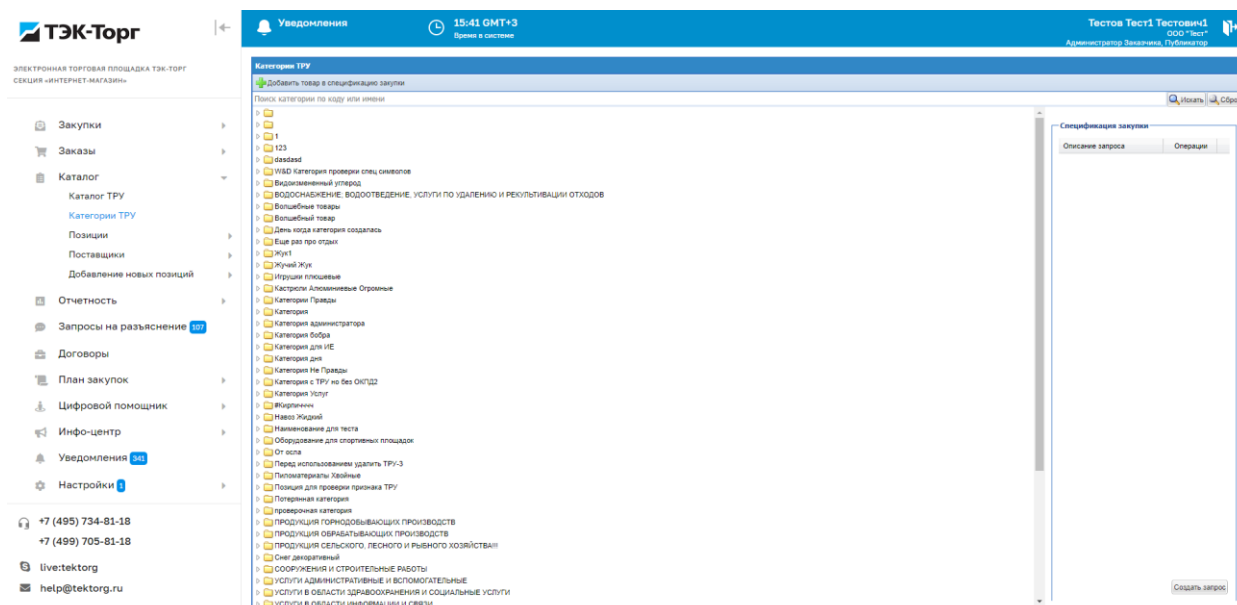 ТЭК-Торг
ЭЛЕКТРОННАЯ ТОРГОВАЯ ПЛОЩАДКА ТЭК-ТОРГ
СЕКЦИЯ «ИНТЕРНЕТ-МАГАЗИН»
Закупки
Заказы
Каталог
Каталог ТРУ
Категории ТРУ
Позиции
Поставщики
Добавление новых позиций
Отчетность
Запросы на разъяснение 107
Договоры
План закупок
Цифровой помощник
Инфо-центр
Уведомления 341
Настройки 1
+7 (495) 734-81-18
+7 (499) 705-81-18
live:tektorg
help@tektorg.ru
Уведомления
15:41 GMT+3
Время в системе
Тестов Тест1 Тестович1
ООО "Тест"
Администратор Заказчика, Публикатор
Категории ТРУ
Добавить товар в спецификацию закупки
Поиск категории по коду или имени
Искать
Сбро
1
123
dasdasd
W&D Категория проверки спец символов
Видоизмененный углерод
ВОДОСНАБЖЕНИЕ, ВОДООТВЕДЕНИЕ, УСЛУГИ ПО УДАЛЕНИЮ И РЕКУЛЬТИВАЦИИ ОТХОДОВ
Волшебные товары
Волшебный товар
День когда категория создалась
Еще раз про отдых
Жук1
Жучий Жук
Игрушки плюшевые
Кастрюли Алюминиевые Огромные
Категории Правды
Категория
Категория администратора
Категория бобра
Категория для ИЕ
Категория дня
Категория Не Правды
Категория с ТРУ но без ОКПД2
Категория Услуг
#Кирпичччч
Навоз Жидкий
Наименование для теста
Оборудование для спортивных площадок
От осла
Перед использованием удалить ТРУ-3
Пиломатериалы Хвойные
Позиция для проверки признака ТРУ
Потерянная категория
проверочная категория
ПРОДУКЦИЯ ГОРНОДОБЫВАЮЩИХ ПРОИЗВОДСТВ
ПРОДУКЦИЯ ОБРАБАТЫВАЮЩИХ ПРОИЗВОДСТВ
ПРОДУКЦИЯ СЕЛЬСКОГО, ЛЕСНОГО И РЫБНОГО ХОЗЯЙСТВА!!!
Снег декоративный
СООРУЖЕНИЯ И СТРОИТЕЛЬНЫЕ РАБОТЫ
УСЛУГИ АДМИНИСТРАТИВНЫЕ И ВСПОМОГАТЕЛЬНЫЕ
УСЛУГИ В ОБЛАСТИ ЗДРАВООХРАНЕНИЯ И СОЦИАЛЬНЫЕ УСЛУГИ
УСЛУГИ В ОБЛАСТИ ИНФОРМАЦИИ И СВЯЗИ
Спецификация закупки
Описание запроса
Операции
Создать запрос